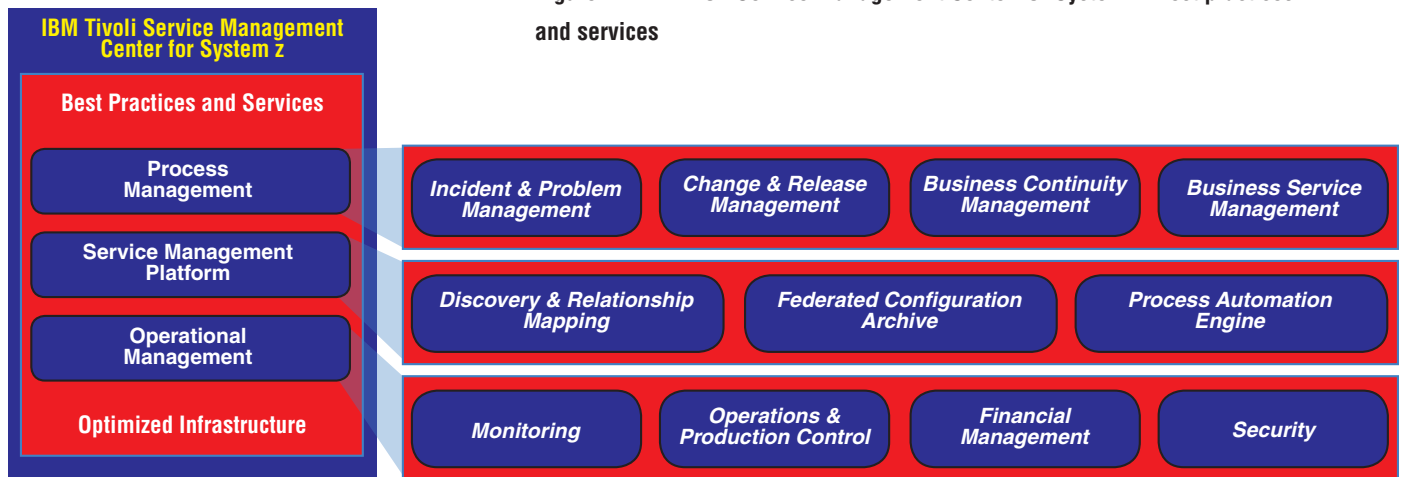 and services
IBM Tivoli Service Management
Center for System z
Best Practices and Services
Process
Management
Service Management
Platform
Operational
Management
Optimized Infrastructure
Incident & Problem
Management
Change & Release
Management
Business Continuity
Management
Business Service
Management
Discovery & Relationship
Mapping
Federated Configuration
Archive
Process Automation
Engine
Monitoring
Operations &
Production Control
Financial
Management
Security